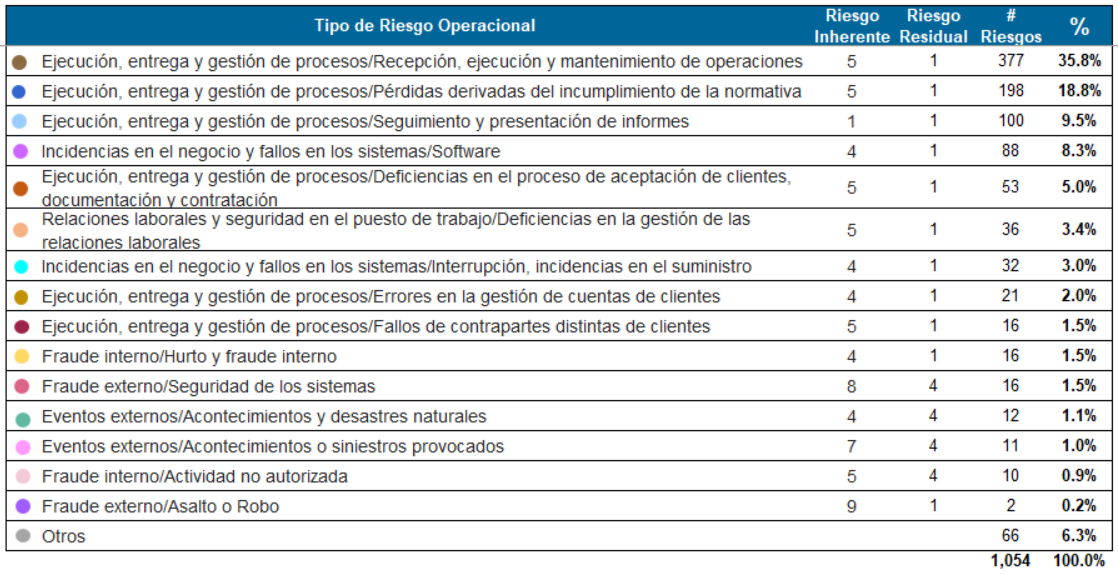 Tipo de Riesgo Operacional Riesgo Inherente Riesgo Residual # Riesgos %
Ejecución, entrega y gestión de procesos/Recepción, ejecución y mantenimiento de operaciones 5 1 377 35.8%
Ejecución, entrega y gestión de procesos/Pérdidas derivadas del incumplimiento de la normativa 5 1 198 18.8%
Ejecución, entrega y gestión de procesos/Seguimiento y presentación de informes 1 1 100 9.5%
Incidencias en el negocio y fallos en los sistemas/Software 4 1 88 8.3%
Ejecución, entrega y gestión de procesos/Deficiencias en el proceso de aceptación de clientes,
documentación y contratación 5 1 53 5.0%
Relaciones laborales y seguridad en el puesto de trabajo/Deficiencias en la gestión de las
relaciones laborales 5 1 36 3.4%
Incidencias en el negocio y fallos en los sistemas/Interrupción, incidencias en el suministro 4 1 32 3.0%
Ejecución, entrega y gestión de procesos/Errores en la gestión de cuentas de clientes 4 1 21 2.0%
Ejecución, entrega y gestión de procesos/Fallos de contrapartes distintas de clientes 5 1 16 1.5%
Fraude interno/Hurto y fraude interno 4 1 16 1.5%
Fraude externo/Seguridad de los sistemas 8 4 16 1.5%
Eventos externos/Acontecimientos y desastres naturales 4 4 12 1.1%
Eventos externos/Acontecimientos o siniestros provocados 7 4 11 1.0%
Fraude interno/Actividad no autorizada 5 4 10 0.9%
Fraude externo/Asalto o Robo 9 1 2 0.2%
Otros 66 6.3%
1,054 100.0%